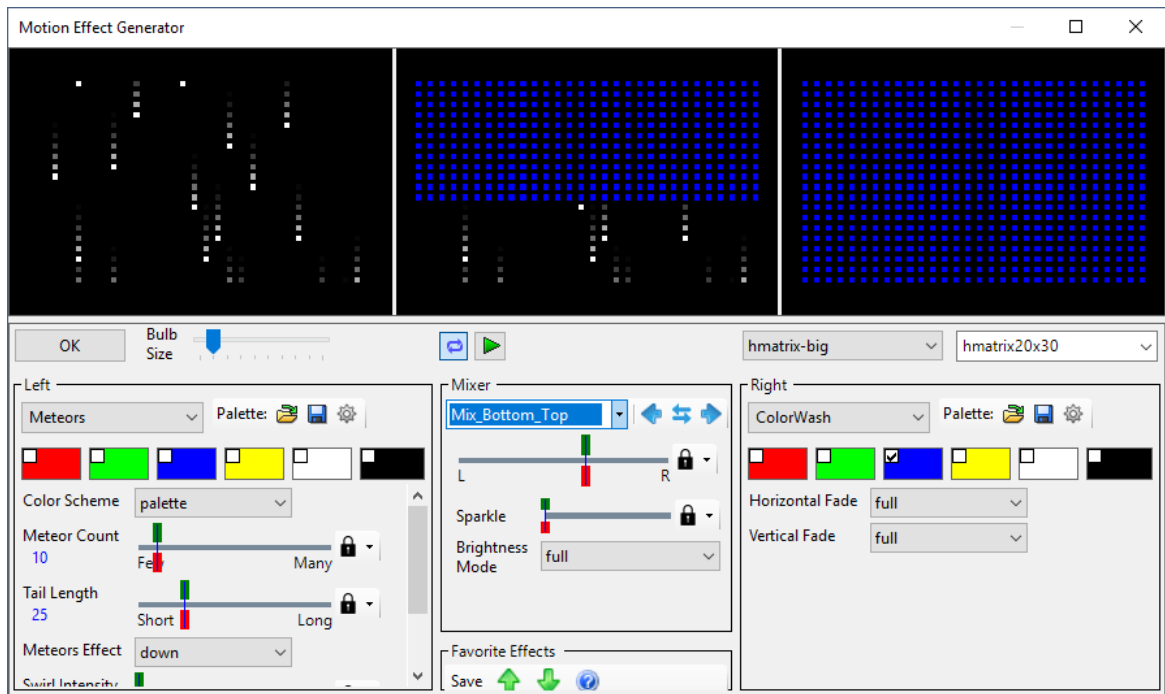 Motion Effect Generator
OK
Bulb Size
hmatrix-big
hmatrix20x30
Left
Meteors
Palette:
Color Scheme
palette
Meteor Count
10
Few
Many
Tail Length
25
Short
Long
Meteors Effect
down
Swirl Intensity
Mixer
Mix_Bottom_Top
L
R
Sparkle
Brightness Mode
full
Favorite Effects
Save
Right
ColorWash
Palette:
Horizontal Fade
full
Vertical Fade
full